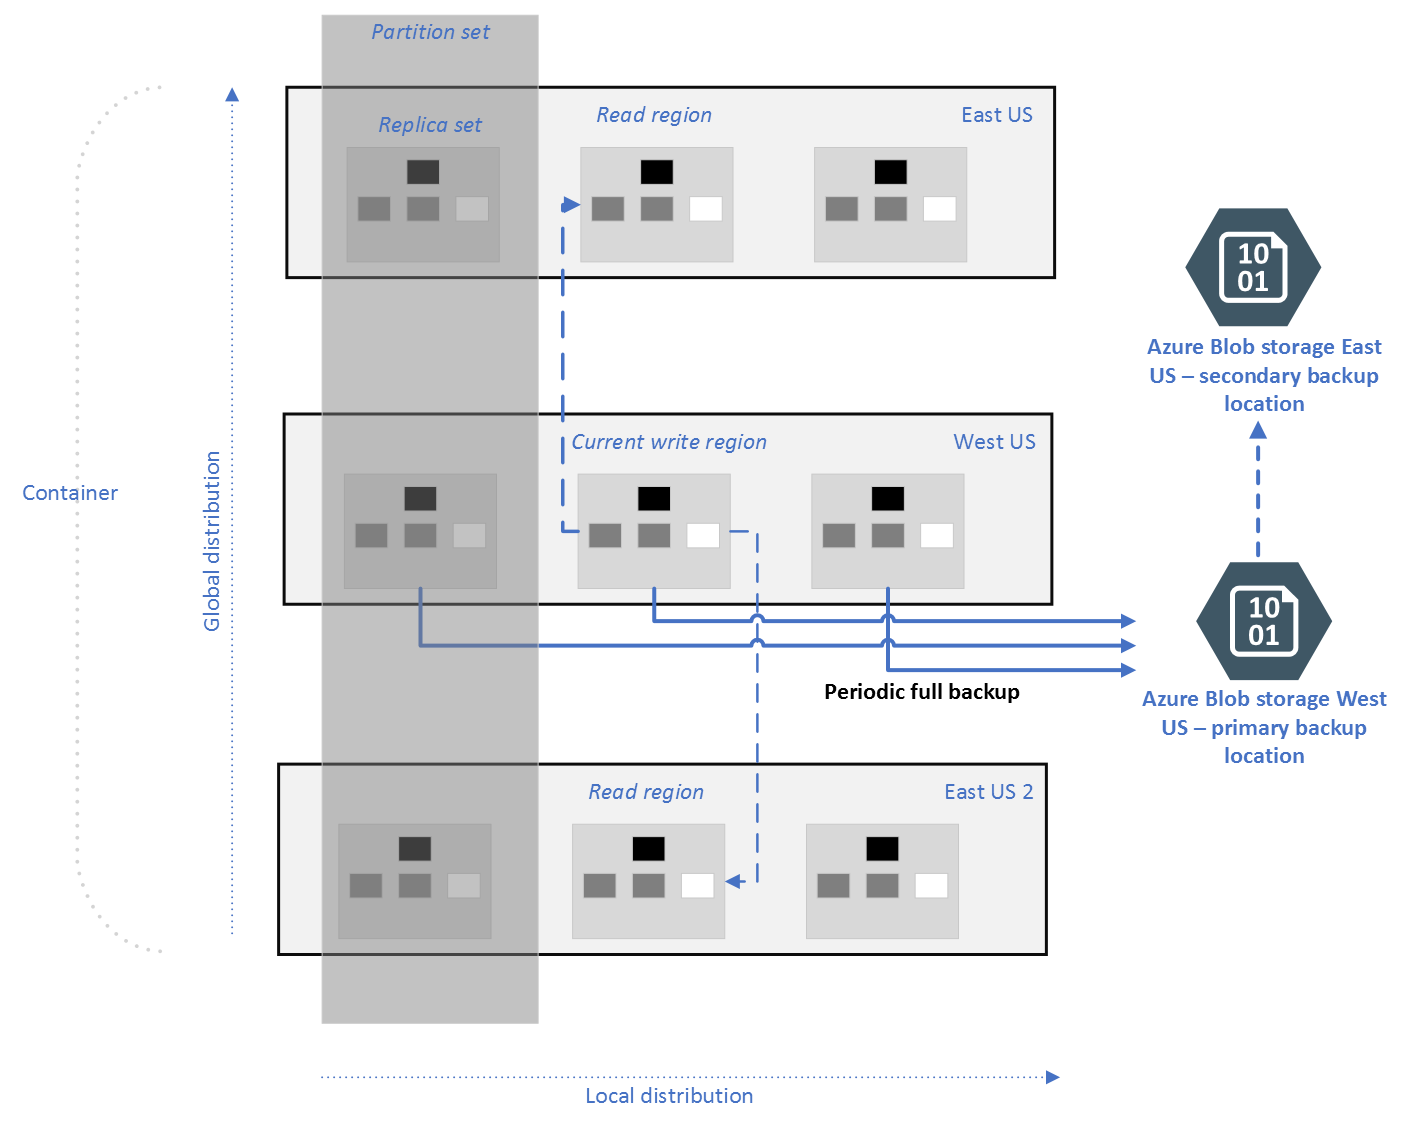 Partition set
Replica set
Read region
East US
10
01
Azure Blob storage East
US – secondary backup
location
Current write region
West US
Container
Global distribution
10
01
Periodic full backup
Azure Blob storage West
US – primary backup
location
Read region
East US 2
Local distribution